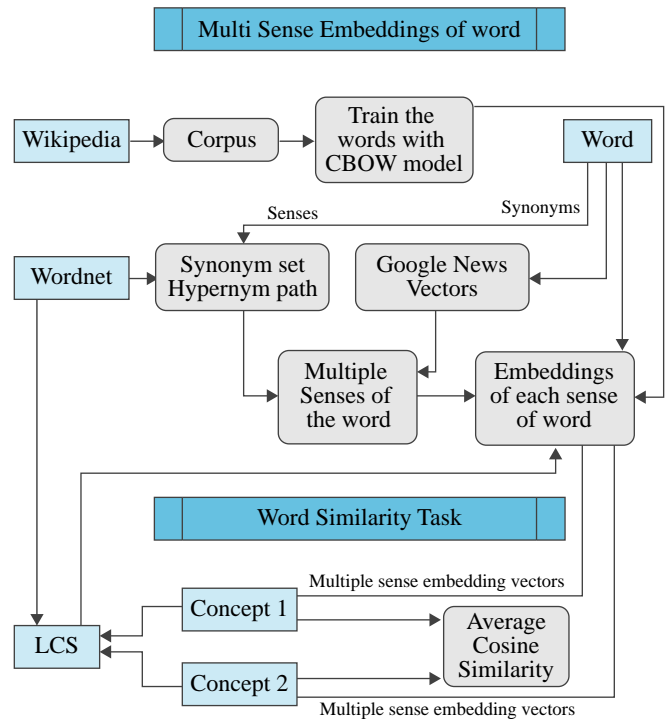 Multi Sense Embeddings of word
Wikipedia
Corpus
Train the
words with
CBOW model
Word
Senses
Synonyms
Wordnet
Synonym set
Hypernym path
Google News
Vectors
Multiple
Senses of
the word
Embeddings
of each sense
of word
Word Similarity Task
Multiple sense embedding vectors
Concept 1
LCS
Average
Cosine
Similarity
Concept 2
Multiple sense embedding vectors